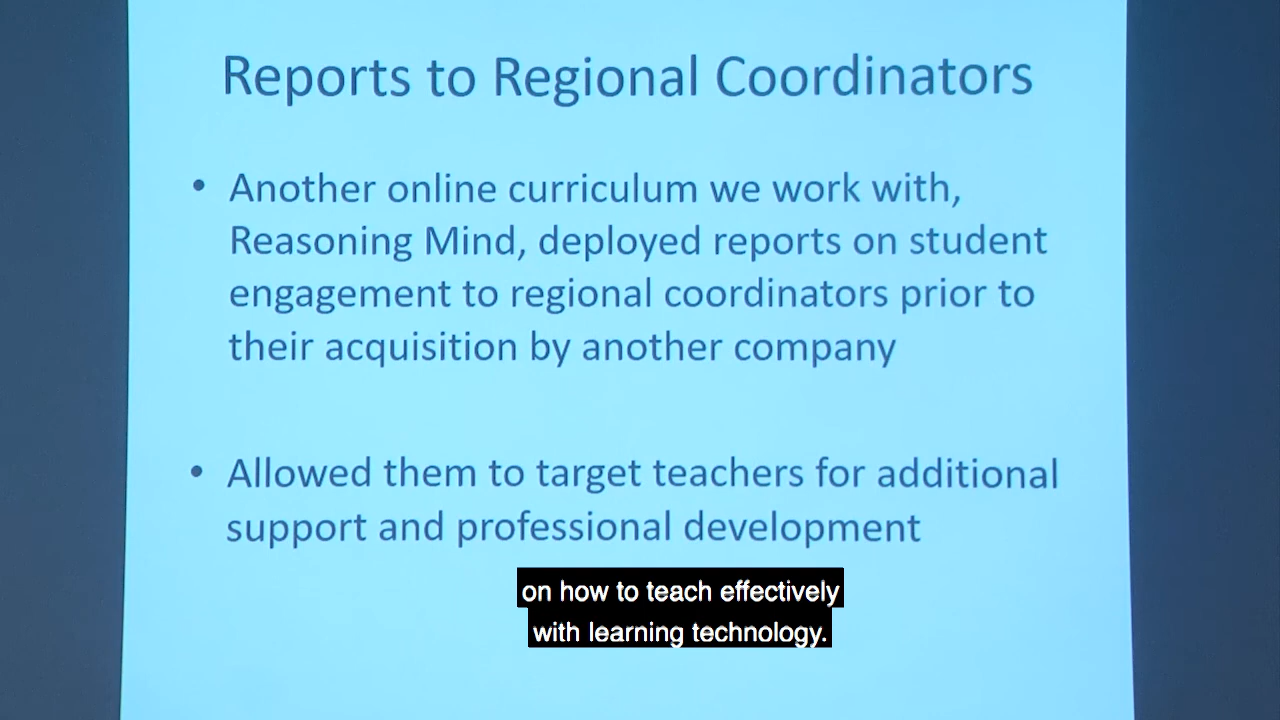 Reports to Regional Coordinators
• Another online curriculum we work with,
Reasoning Mind, deployed reports on student
engagement to regional coordinators prior to
their acquisition by another company
• Allowed them to target teachers for additional
support and professional development
on how to teach effectively
with learning technology.